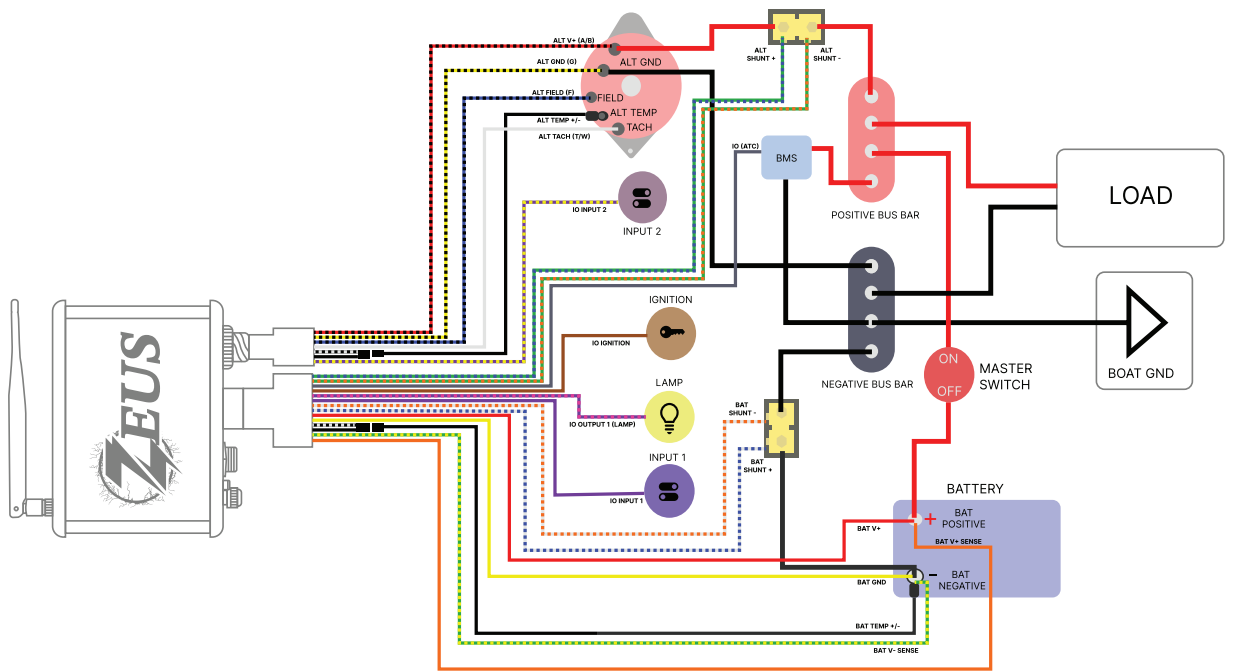 ALT V+ (A/B)
ALT GND (G)
ALT GND
ALT FIELD (F)
FIELD
ALT TEMP
ALT TEMP +/-
TACH
ALT TACH (T/W)
ALT
SHUNT +
ALT
SHUNT -
IO (ATC)
BMS
POSITIVE BUS BAR
LOAD
IO INPUT 2
INPUT 2
IGNITION
IO IGNITION
NEGATIVE BUS BAR
BOAT GND
ON
OFF
MASTER
SWITCH
LAMP
IO OUTPUT 1 (LAMP)
BAT
SHUNT -
BAT
SHUNT +
INPUT 1
IO INPUT 1
ZEUS
BATTERY
+
BAT
POSITIVE
BAT V+
BAT V+ SENSE
BAT GND
-
BAT
NEGATIVE
BAT TEMP +/-
BAT V- SENSE